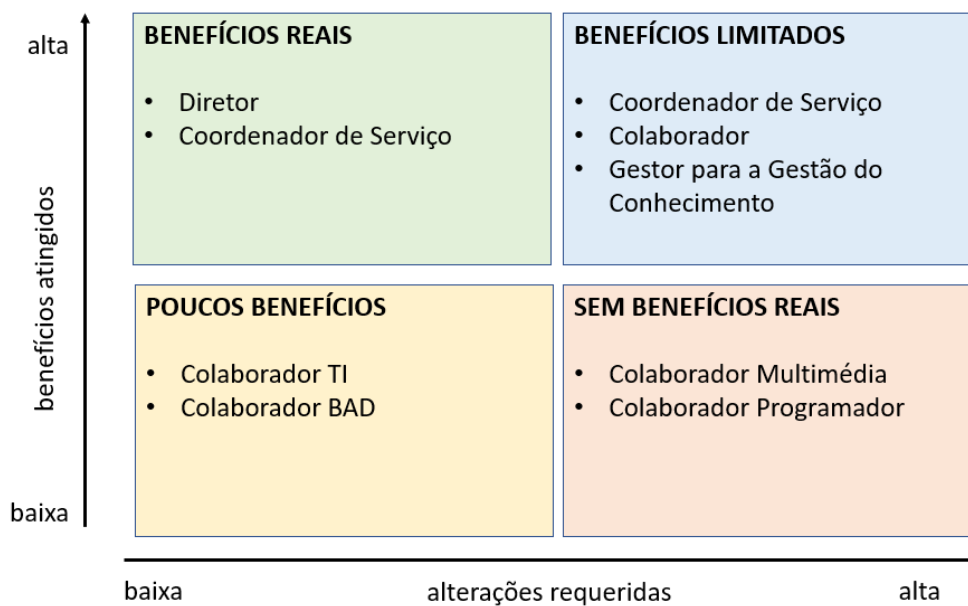 alta
BENEFÍCIOS REAIS
• Diretor
• Coordenador de Serviço
BENEFÍCIOS LIMITADOS
• Coordenador de Serviço
• Colaborador
• Gestor para a Gestão do
Conhecimento
benefícios atingidos
POUCOS BENEFÍCIOS
• Colaborador TI
• Colaborador BAD
SEM BENEFÍCIOS REAIS
• Colaborador Multimédia
• Colaborador Programador
baixa
baixa
alterações requeridas
alta